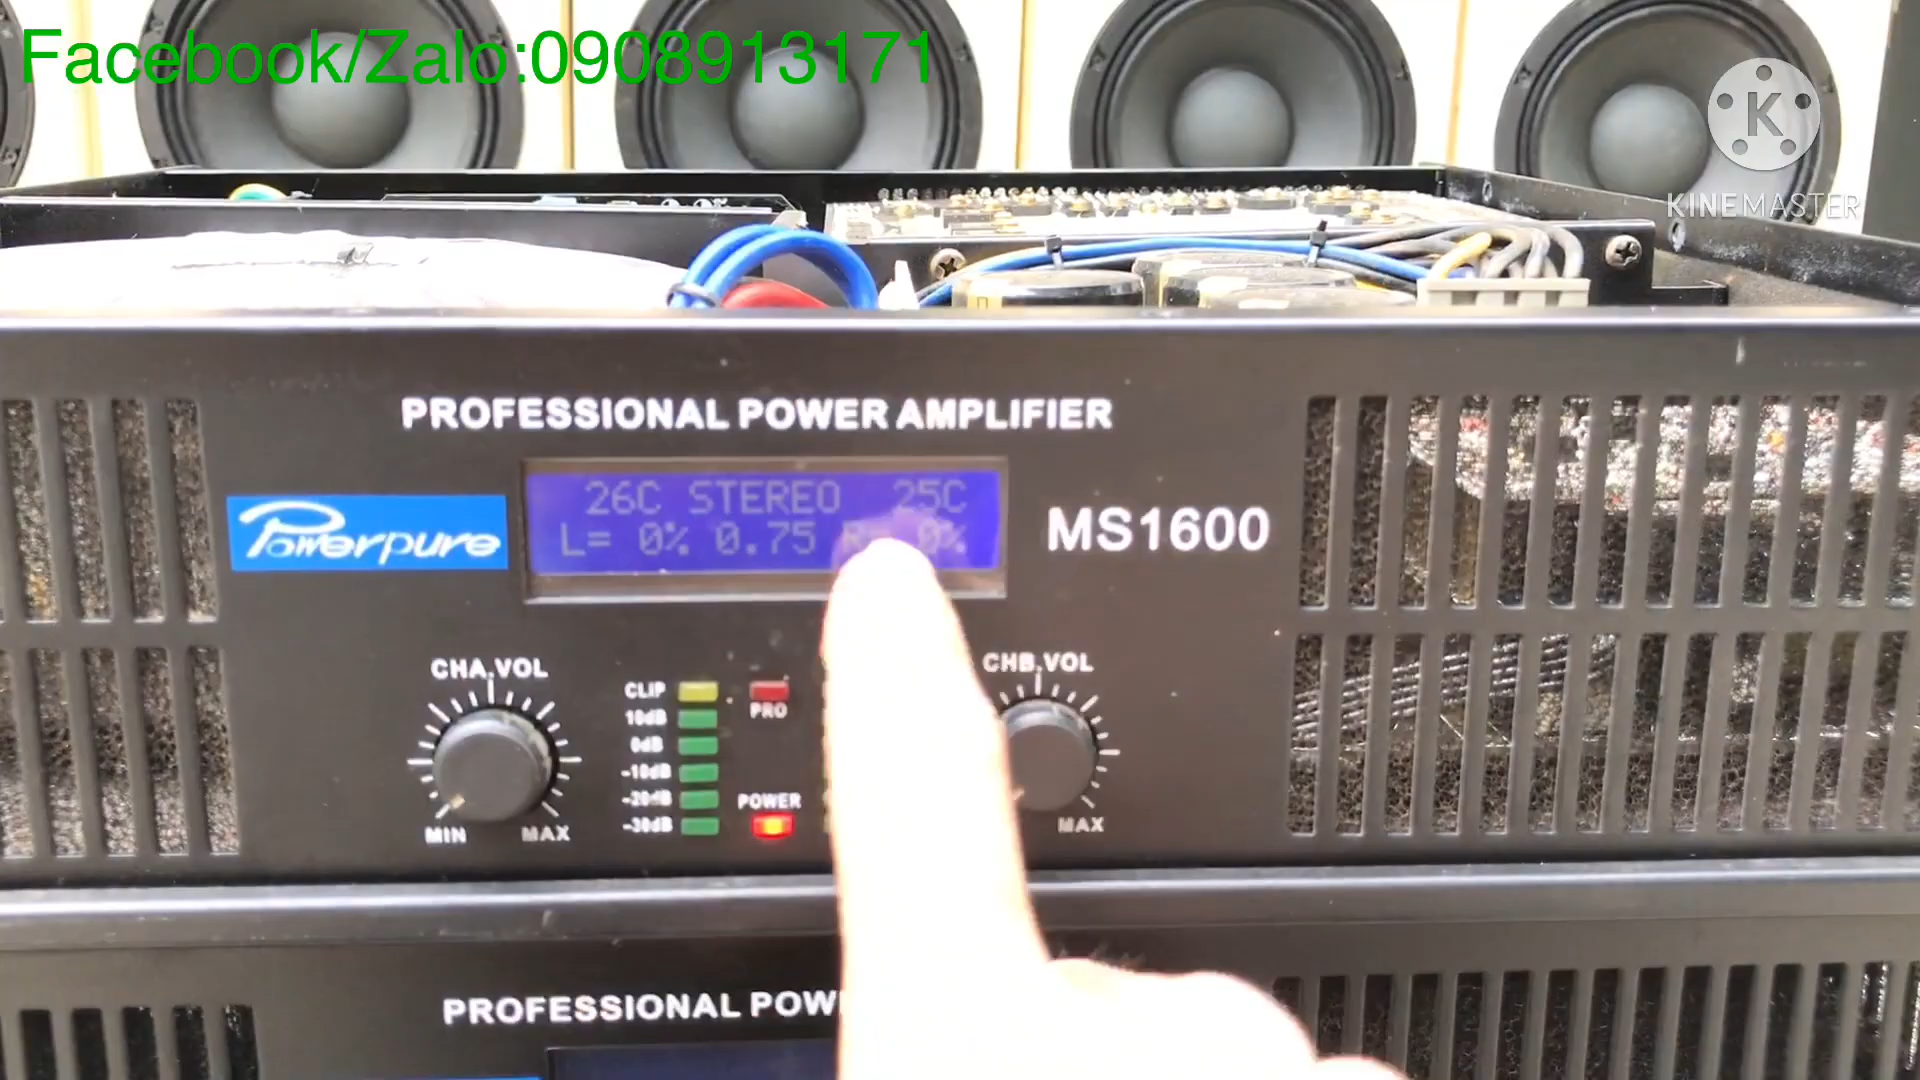 Facebook/Zalo:0908913171
K
KINEMASTER
PROFESSIONAL POWER AMPLIFIER
Powerpure
26C STEREO 25C
L= 0% 0.75 R= 0%
MS1600
CHA.VOL
MIN
MAX
CLIP
10dB
0dB
-10dB
-20dB
-30dB
PRO
POWER
CHB.VOL
MAX
PROFESSIONAL POW